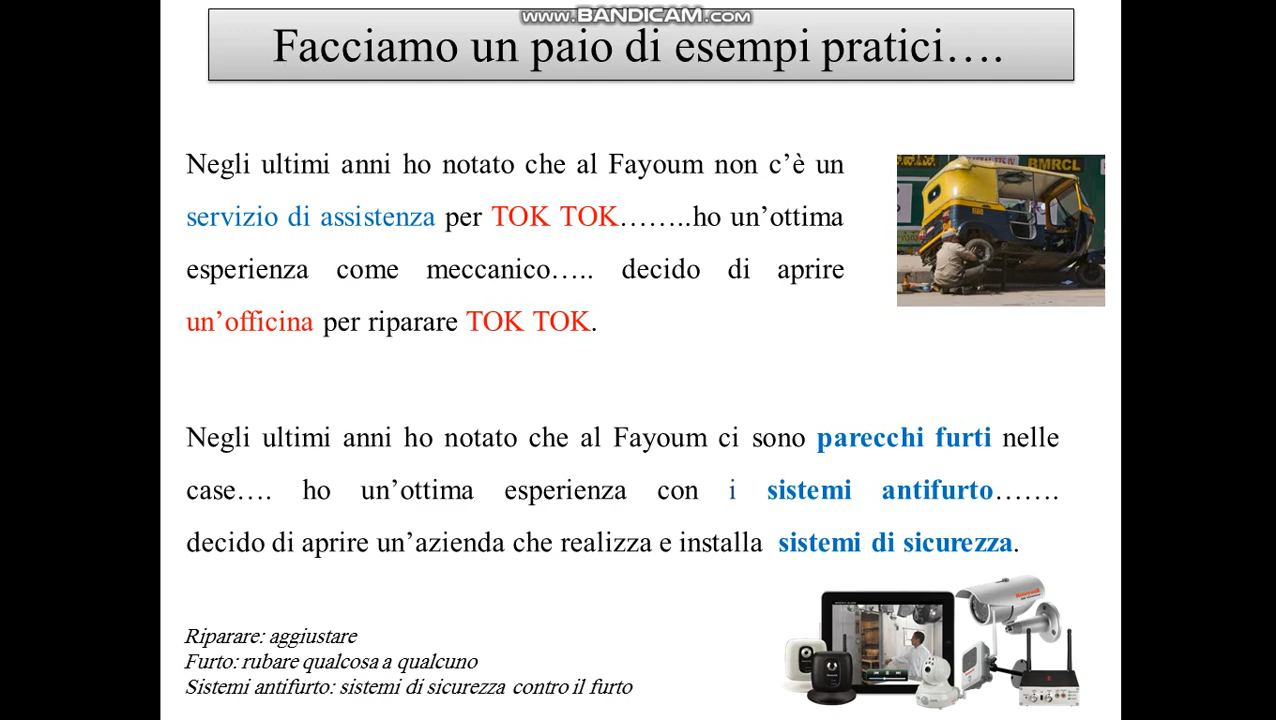 www.BANDICAM.com
Facciamo un paio di esempi pratici….
Negli ultimi anni ho notato che al Fayoum non c’è un
servizio di assistenza per TOK TOK……..ho un’ottima
esperienza come meccanico….. decido di aprire
un’officina per riparare TOK TOK.
BMRCL
Negli ultimi anni ho notato che al Fayoum ci sono parecchi furti nelle
case…. ho un’ottima esperienza con i sistemi antifurto…….
decido di aprire un’azienda che realizza e installa sistemi di sicurezza.
Honeywell
Riparare: aggiustare
Furto: rubare qualcosa a qualcuno
Sistemi antifurto: sistemi di sicurezza contro il furto